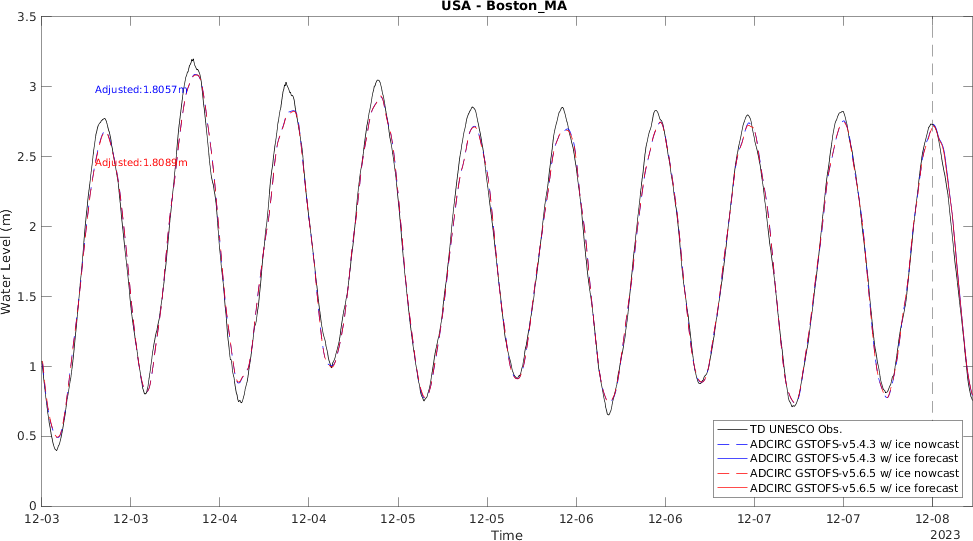 USA - Boston_MA
3.5
3
2.5
2
1.5
1
0.5
0
Water Level (m)
Adjusted:1.8057m
Adjusted:1.8089m
TD UNESCO Obs.
ADCIRC GSTOFS-v5.4.3 w/ ice nowcast
ADCIRC GSTOFS-v5.4.3 w/ ice forecast
ADCIRC GSTOFS-v5.6.5 w/ ice nowcast
ADCIRC GSTOFS-v5.6.5 w/ ice forecast
12-03 12-03 12-04 12-04 12-05 12-05 12-06 12-06 12-07 12-07 12-08
Time
2023